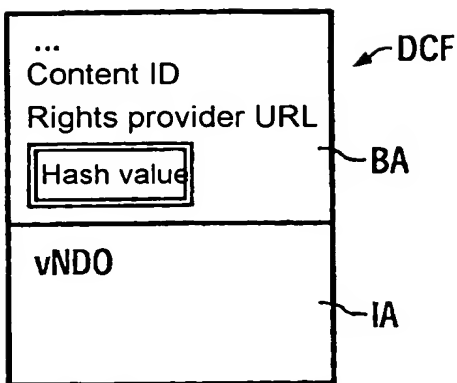 ...
DCF
Content ID
Rights provider URL
BA
Hash value
vNDO
IA